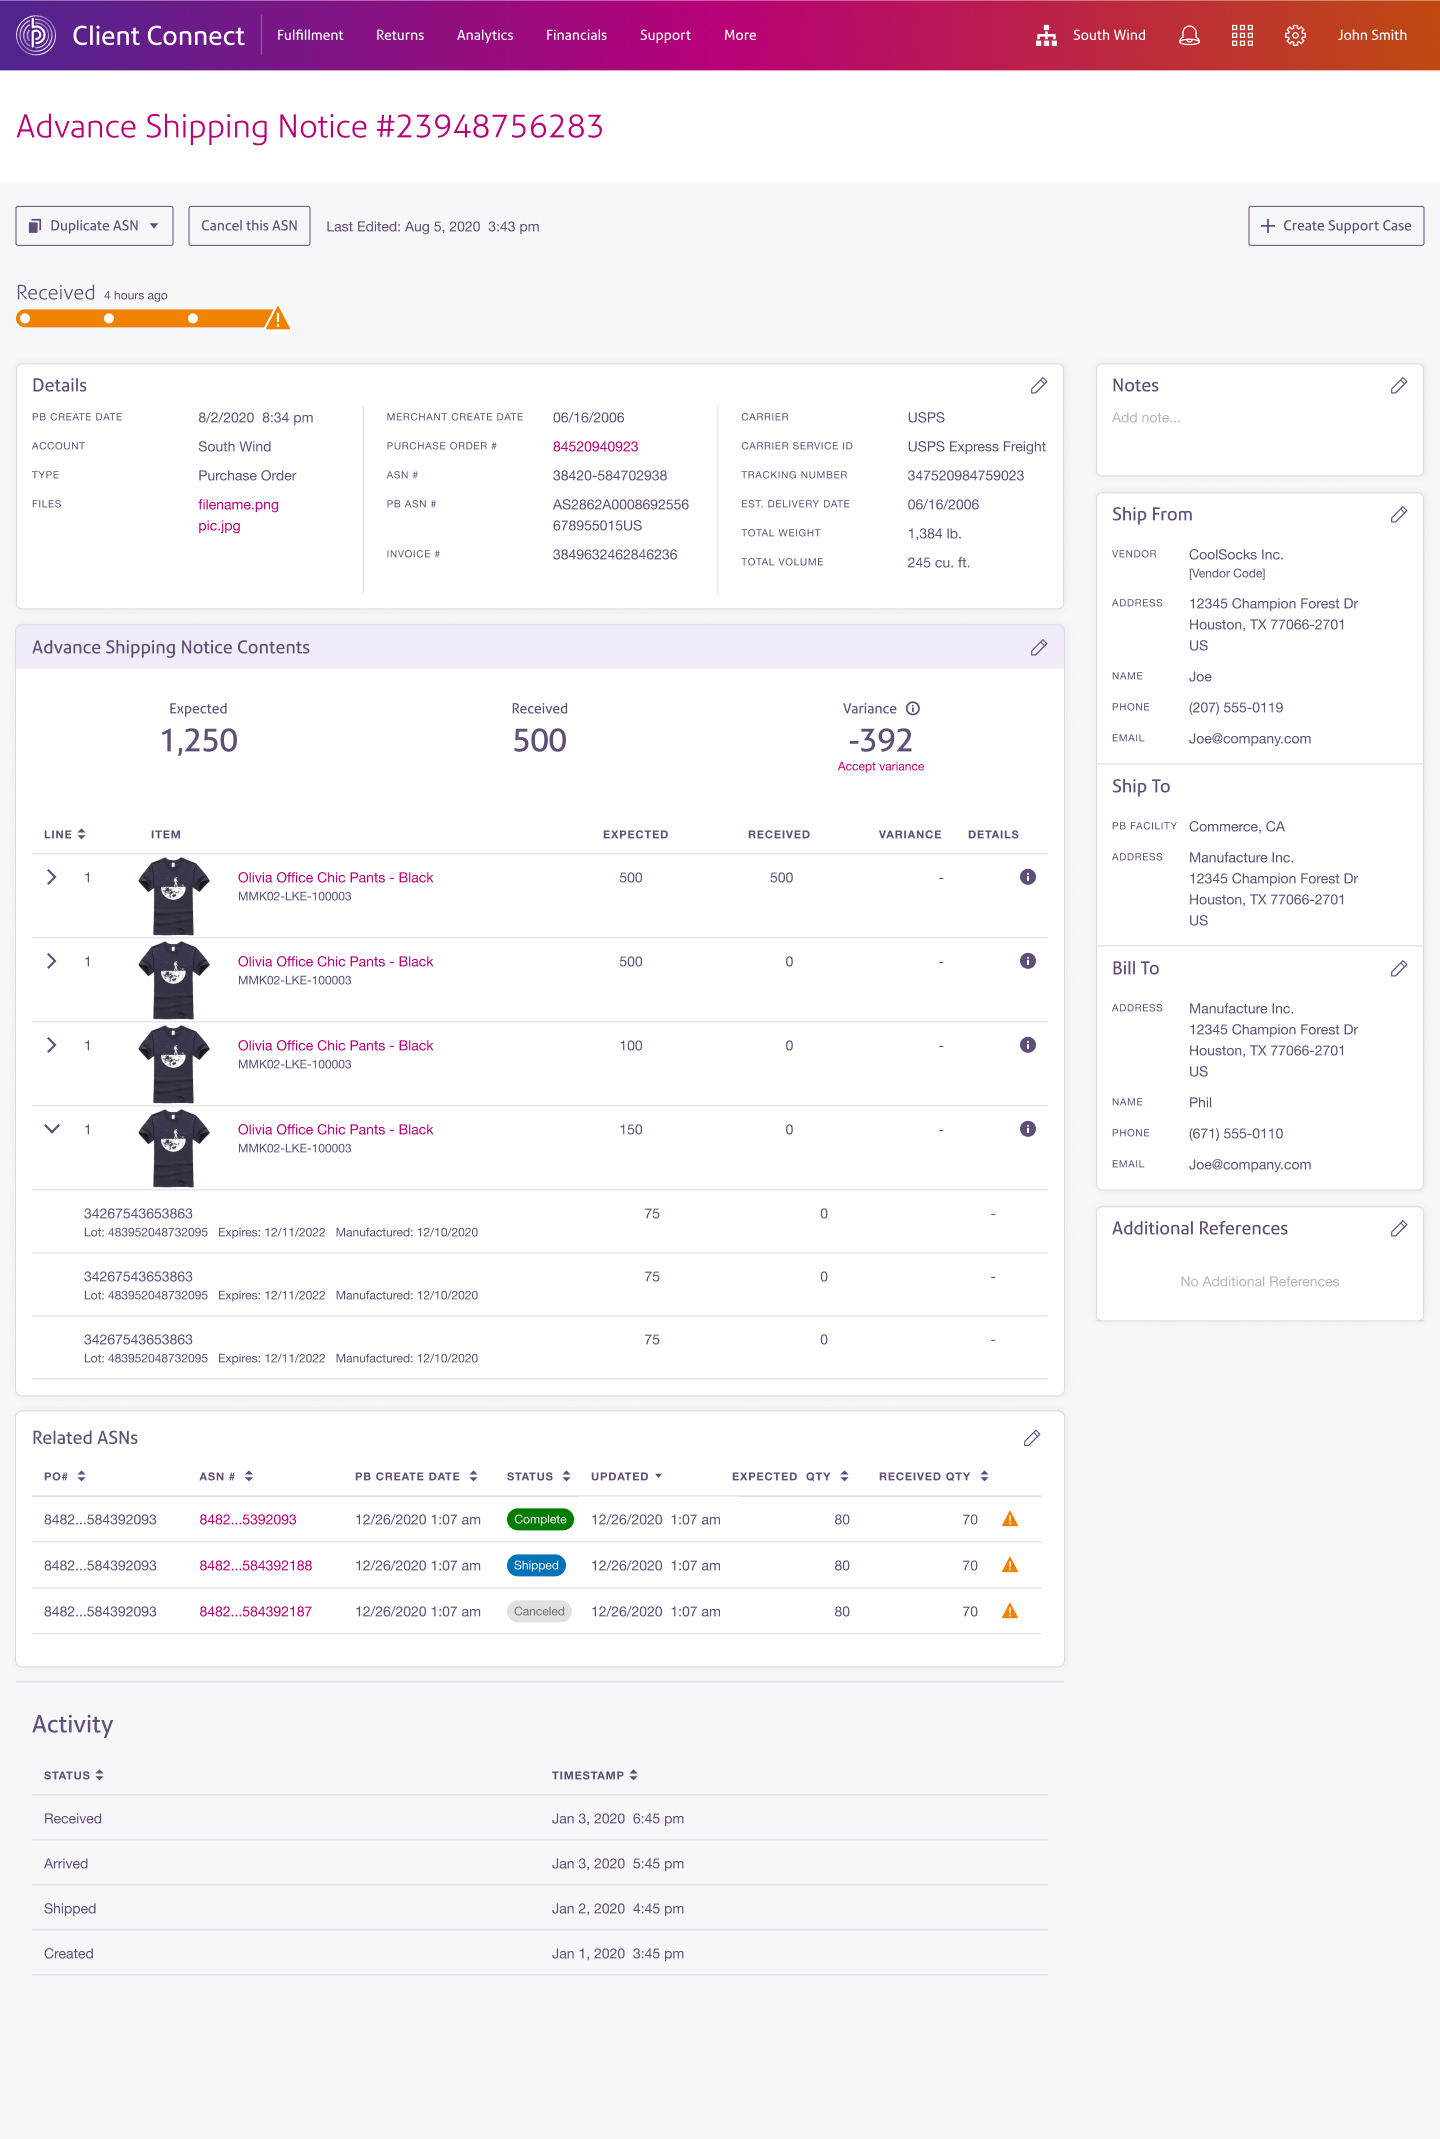 Client Connect
Fulfillment Returns Analytics Financials Support More South Wind John Smith
Advance Shipping Notice #23948756283
Duplicate ASN Cancel this ASN Last Edited: Aug 5, 2020 3:43 pm + Create Support Case
Received 4 hours ago
Details
PB CREATE DATE 8/2/2020 8:34 pm
ACCOUNT South Wind
TYPE Purchase Order
FILES filename.png
pic.jpg
MERCHANT CREATE DATE 06/16/2006
PURCHASE ORDER # 84520940923
ASN # 38420-584702938
PB ASN # AS2862A0008692556
678955015US
INVOICE # 3849632462846236
CARRIER USPS
CARRIER SERVICE ID USPS Express Freight
TRACKING NUMBER 347520984759023
EST. DELIVERY DATE 06/16/2006
TOTAL WEIGHT 1,384 lb.
TOTAL VOLUME 245 cu. ft.
Notes
Add note...
Ship From
VENDOR CoolSocks Inc.
[Vendor Code]
ADDRESS 12345 Champion Forest Dr
Houston, TX 77066-2701
US
NAME Joe
PHONE (207) 555-0119
EMAIL Joe@company.com
Ship To
PB FACILITY Commerce, CA
ADDRESS Manufacture Inc.
12345 Champion Forest Dr
Houston, TX 77066-2701
US
Bill To
ADDRESS Manufacture Inc.
12345 Champion Forest Dr
Houston, TX 77066-2701
US
NAME Phil
PHONE (671) 555-0110
EMAIL Joe@company.com
Additional References
No Additional References
Advance Shipping Notice Contents
Expected Received Variance
1,250 500 -392
Accept variance
LINE ITEM EXPECTED RECEIVED VARIANCE DETAILS
1 Olivia Office Chic Pants - Black 500 500 -
MMK02-LKE-100003
1 Olivia Office Chic Pants - Black 500 0 -
MMK02-LKE-100003
1 Olivia Office Chic Pants - Black 100 0 -
MMK02-LKE-100003
1 Olivia Office Chic Pants - Black 150 0 -
MMK02-LKE-100003
34267543653863 75 0 -
Lot: 483952048732095 Expires: 12/11/2022 Manufactured: 12/10/2020
34267543653863 75 0 -
Lot: 483952048732095 Expires: 12/11/2022 Manufactured: 12/10/2020
34267543653863 75 0 -
Lot: 483952048732095 Expires: 12/11/2022 Manufactured: 12/10/2020
Related ASNs
PO# ASN # PB CREATE DATE STATUS UPDATED EXPECTED QTY RECEIVED QTY
8482...584392093 8482...5392093 12/26/2020 1:07 am Complete 12/26/2020 1:07 am 80 70
8482...584392093 8482...584392188 12/26/2020 1:07 am Shipped 12/26/2020 1:07 am 80 70
8482...584392093 8482...584392187 12/26/2020 1:07 am Canceled 12/26/2020 1:07 am 80 70
Activity
STATUS TIMESTAMP
Received Jan 3, 2020 6:45 pm
Arrived Jan 3, 2020 5:45 pm
Shipped Jan 2, 2020 4:45 pm
Created Jan 1, 2020 3:45 pm